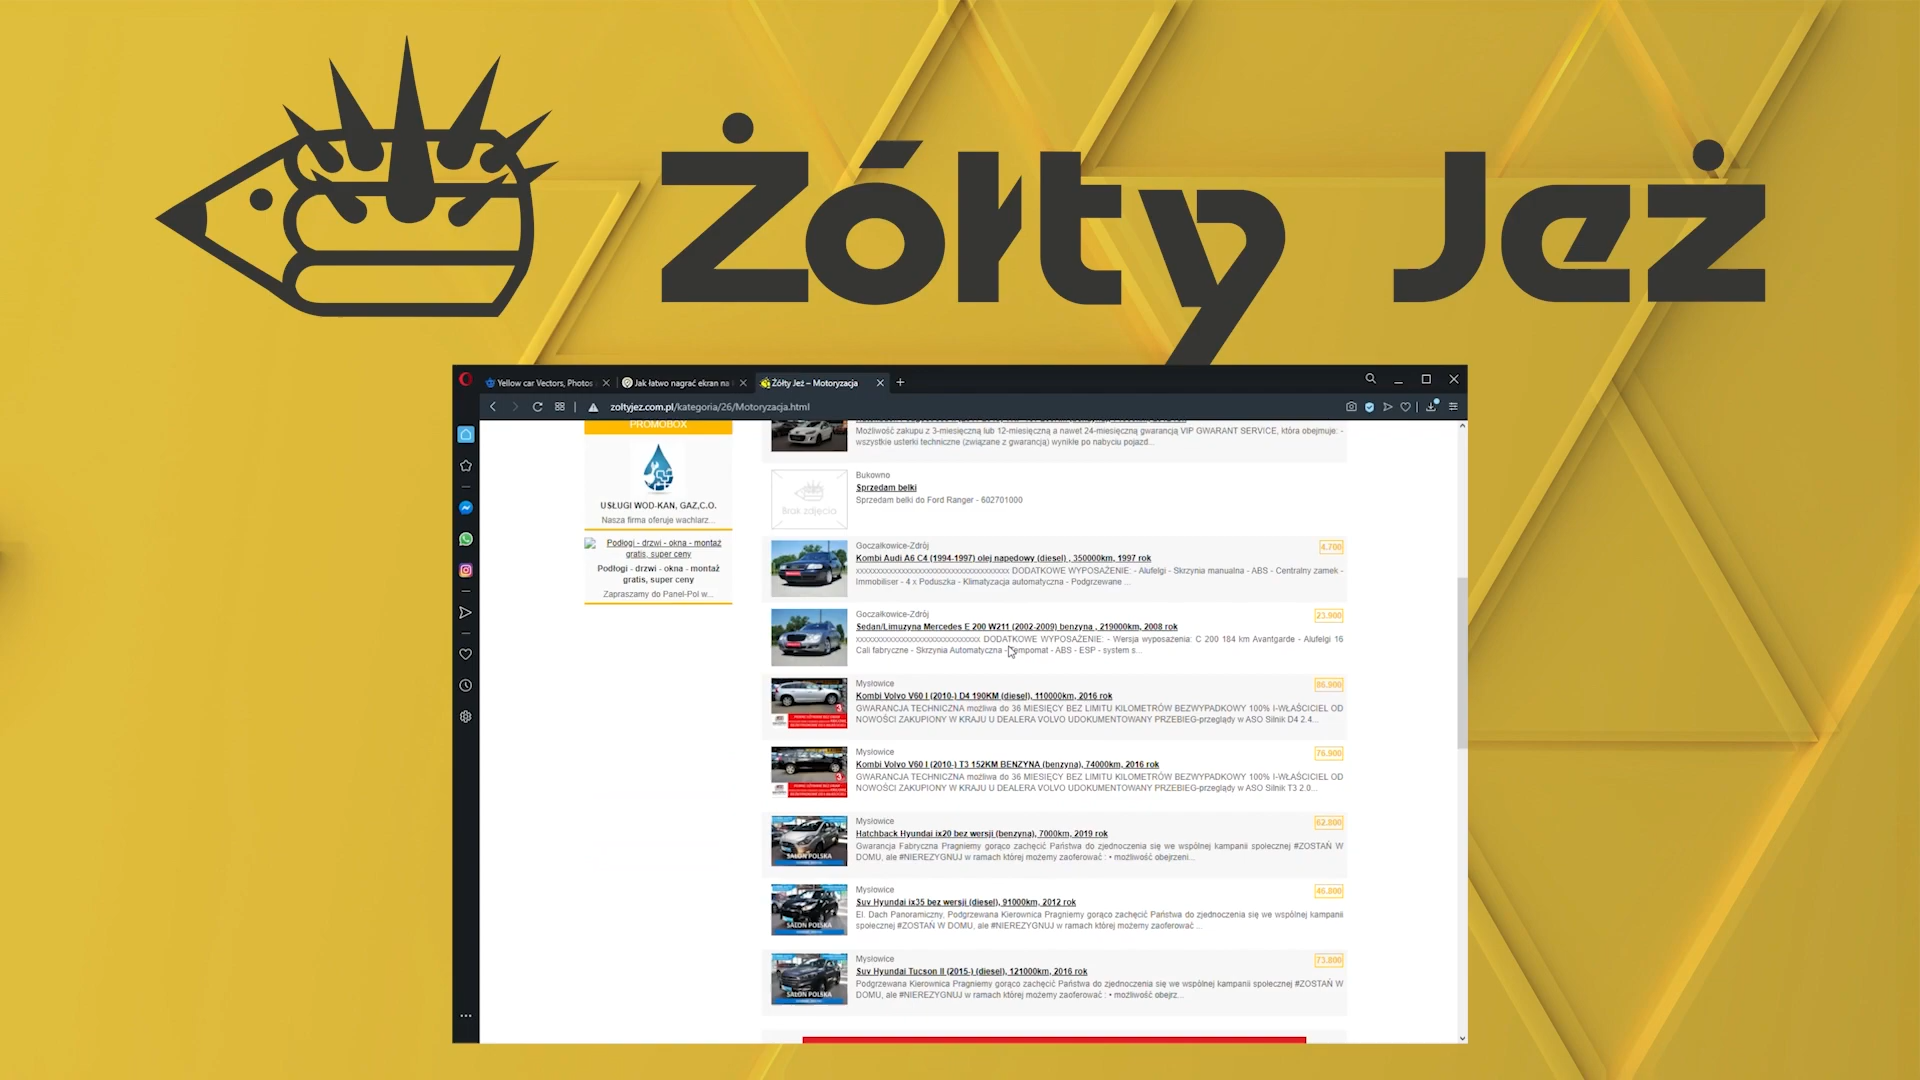 Żółty Jeż
Yellow car Vectors, Photos
Jak łatwo nagrać ekran na
Żółty Jeż – Motoryzacja
zoltyjez.com.pl/kategoria/26/Motoryzacja.html
PROMOBOX
USŁUGI WOD-KAN, GAZ,C.O.
Nasza firma oferuje wachlarz...
Podłogi - drzwi - okna - montaż
gratis, super ceny
Podłogi - drzwi - okna - montaż
gratis, super ceny
Zapraszamy do Panel-Pol w...
Możliwość zakupu z 3-miesięczną lub 12-miesięczną a nawet 24-miesięczną gwarancją VIP GWARANT SERVICE, która obejmuje: -
wszystkie usterki techniczne (związane z gwarancją) wynikłe po nabyciu pojazd...
Brak zdjęcia
Bukowno
Sprzedam belki
Sprzedam belki do Ford Ranger - 602701000
Goczałkowice-Zdrój
4.700
Kombi Audi A6 C4 (1994-1997) olej napedowy (diesel) , 350000km, 1997 rok
xxxxxxxxxxxxxxxxxxxxxxxxxxxxxxxxxxxxx DODATKOWE WYPOSAŻENIE: - Alufelgi - Skrzynia manualna - ABS - Centralny zamek -
Immobiliser - 4 x Poduszka - Klimatyzacja automatyczna - Podgrzewane ...
Goczałkowice-Zdrój
23.900
Sedan/Limuzyna Mercedes E 200 W211 (2002-2009) benzyna , 219000km, 2008 rok
xxxxxxxxxxxxxxxxxxxxxxxxxxxxxx DODATKOWE WYPOSAŻENIE: - Wersja wyposażenia: C 200 184 km Avantgarde - Alufelgi 16
Cali fabryczne - Skrzynia Automatyczna - Tempomat - ABS - ESP - system s...
Mysłowice
86.900
Kombi Volvo V60 I (2010-) D4 190KM (diesel), 110000km, 2016 rok
GWARANCJA TECHNICZNA możliwa do 36 MIESIĘCY BEZ LIMITU KILOMETRÓW BEZWYPADKOWY 100% I-WŁAŚCICIEL OD
NOWOŚCI ZAKUPIONY W KRAJU U DEALERA VOLVO UDOKUMENTOWANY PRZEBIEG-przeglądy w ASO Silnik D4 2.4...
Mysłowice
76.900
Kombi Volvo V60 I (2010-) T3 152KM BENZYNA (benzyna), 74000km, 2016 rok
GWARANCJA TECHNICZNA możliwa do 36 MIESIĘCY BEZ LIMITU KILOMETRÓW BEZWYPADKOWY 100% I-WŁAŚCICIEL OD
NOWOŚCI ZAKUPIONY W KRAJU U DEALERA VOLVO UDOKUMENTOWANY PRZEBIEG-przeglądy w ASO Silnik T3 2.0...
Mysłowice
62.800
Hatchback Hyundai ix20 bez wersji (benzyna), 7000km, 2019 rok
Gwarancja Fabryczna Pragniemy gorąco zachęcić Państwa do zjednoczenia się we wspólnej kampanii społecznej #ZOSTAŃ W
DOMU, ale #NIEREZYGNUJ w ramach której możemy zaoferować : • możliwość obejrzeni...
SALON POLSKA
Mysłowice
46.800
Suv Hyundai ix35 bez wersji (diesel), 91000km, 2012 rok
El. Dach Panoramiczny, Podgrzewana Kierownica Pragniemy gorąco zachęcić Państwa do zjednoczenia się we wspólnej kampanii
społecznej #ZOSTAŃ W DOMU, ale #NIEREZYGNUJ w ramach której możemy zaoferować ...
SALON POLSKA
Mysłowice
73.800
Suv Hyundai Tucson II (2015-) (diesel), 121000km, 2016 rok
Podgrzewana Kierownica Pragniemy gorąco zachęcić Państwa do zjednoczenia się we wspólnej kampanii społecznej #ZOSTAŃ W
DOMU, ale #NIEREZYGNUJ w ramach której możemy zaoferować : • możliwość obejrz...
SALON POLSKA